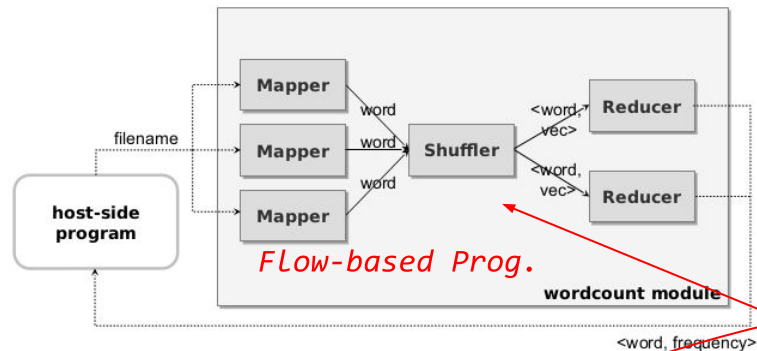 Mapper
word
<word,
vec>
Reducer
filename
Mapper
word
Shuffler
<word,
vec>
Reducer
word
Mapper
host-side
program
Flow-based Prog.
wordcount module
<word, frequency>